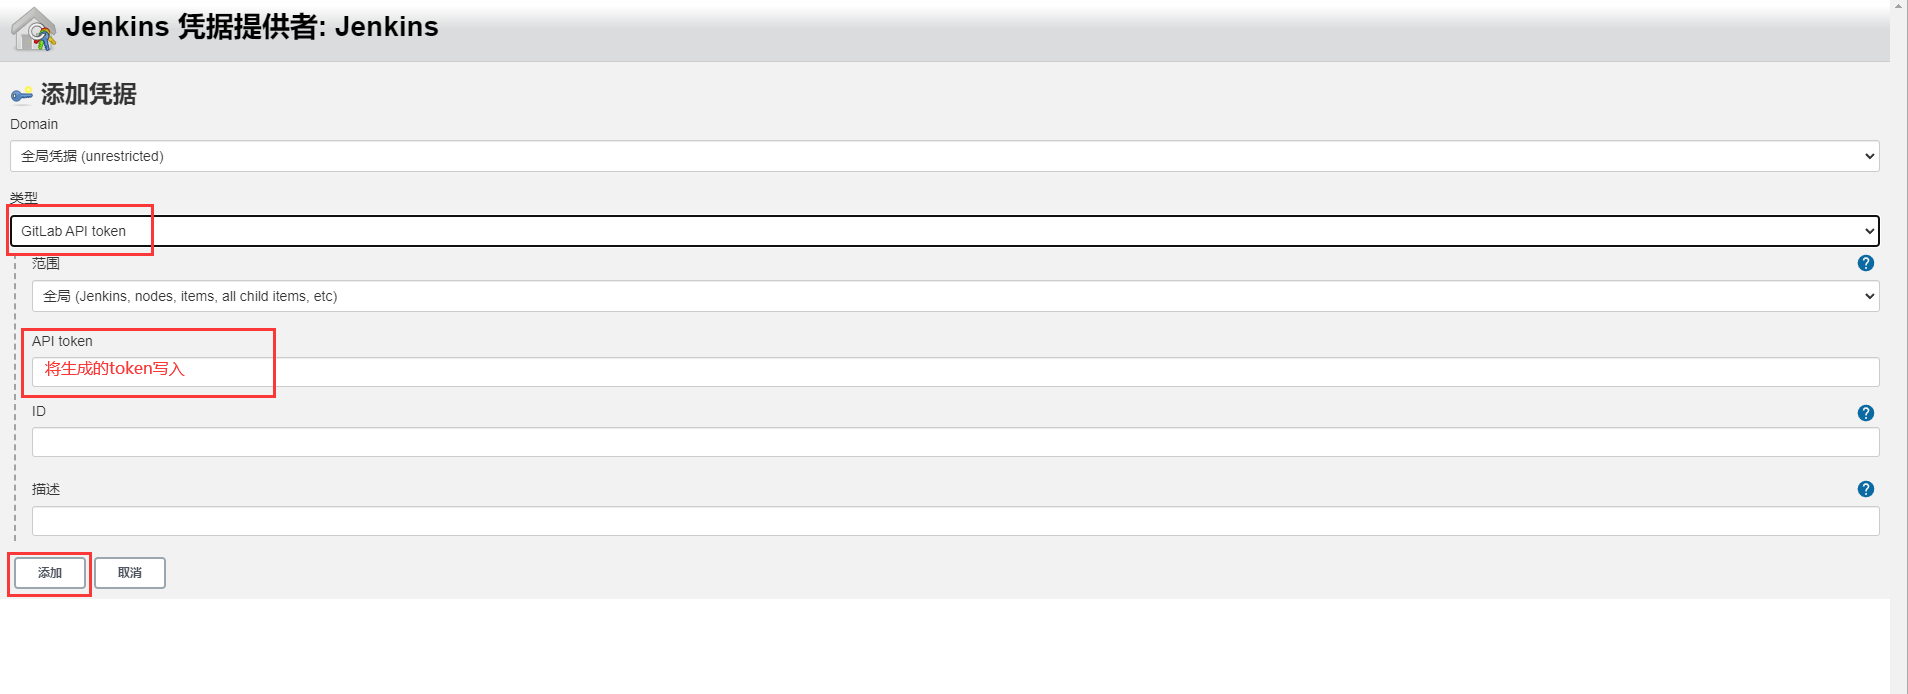 Jenkins 凭据提供者: Jenkins
添加凭据
Domain
全局凭据 (unrestricted)
类型
GitLab API token
范围
?
全局 (Jenkins, nodes, items, all child items, etc)
API token
将生成的token写入
ID
?
描述
?
添加 取消